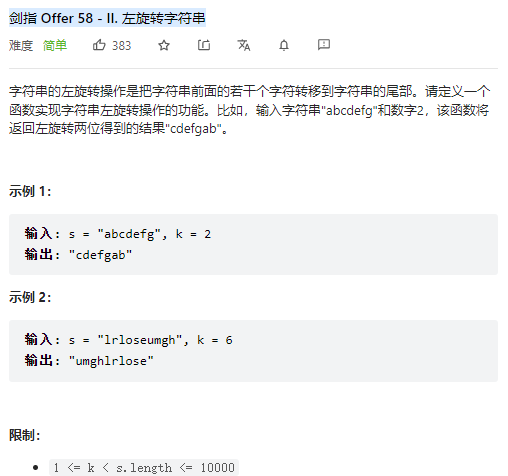 剑指 Offer 58 - II. 左旋转字符串
难度 简单 383
字符串的左旋转操作是把字符串前面的若干个字符转移到字符串的尾部。请定义一个
函数实现字符串左旋转操作的功能。比如，输入字符串"abcdefg"和数字2，该函数将
返回左旋转两位得到的结果"cdefgab"。
示例 1：
输入: s = "abcdefg", k = 2
输出: "cdefgab"
示例 2：
输入: s = "lrloseumgh", k = 6
输出: "umghlrlose"
限制：
• 1 <= k < s.length <= 10000